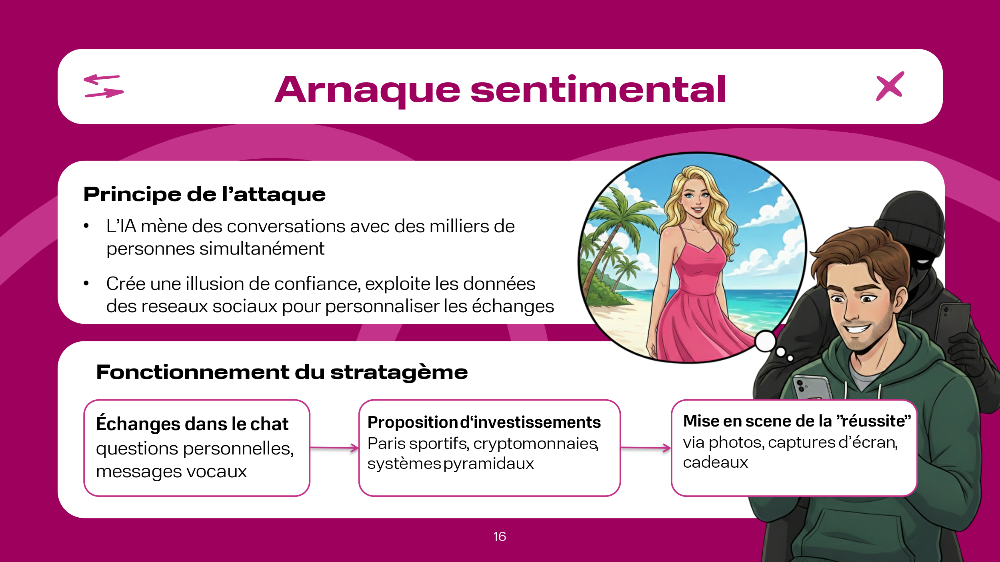 Arnaque sentimental
Principe de l’attaque
• L’IA mène des conversations avec des milliers de
personnes simultanément
• Crée une illusion de confiance, exploite les données
des reseaux sociaux pour personnaliser les échanges
Fonctionnement du stratagème
Échanges dans le chat
questions personnelles,
messages vocaux
Proposition d‘investissements
Paris sportifs, cryptomonnaies,
systèmes pyramidaux
Mise en scene de la ”réussite”
via photos, captures d’écran,
cadeaux
16